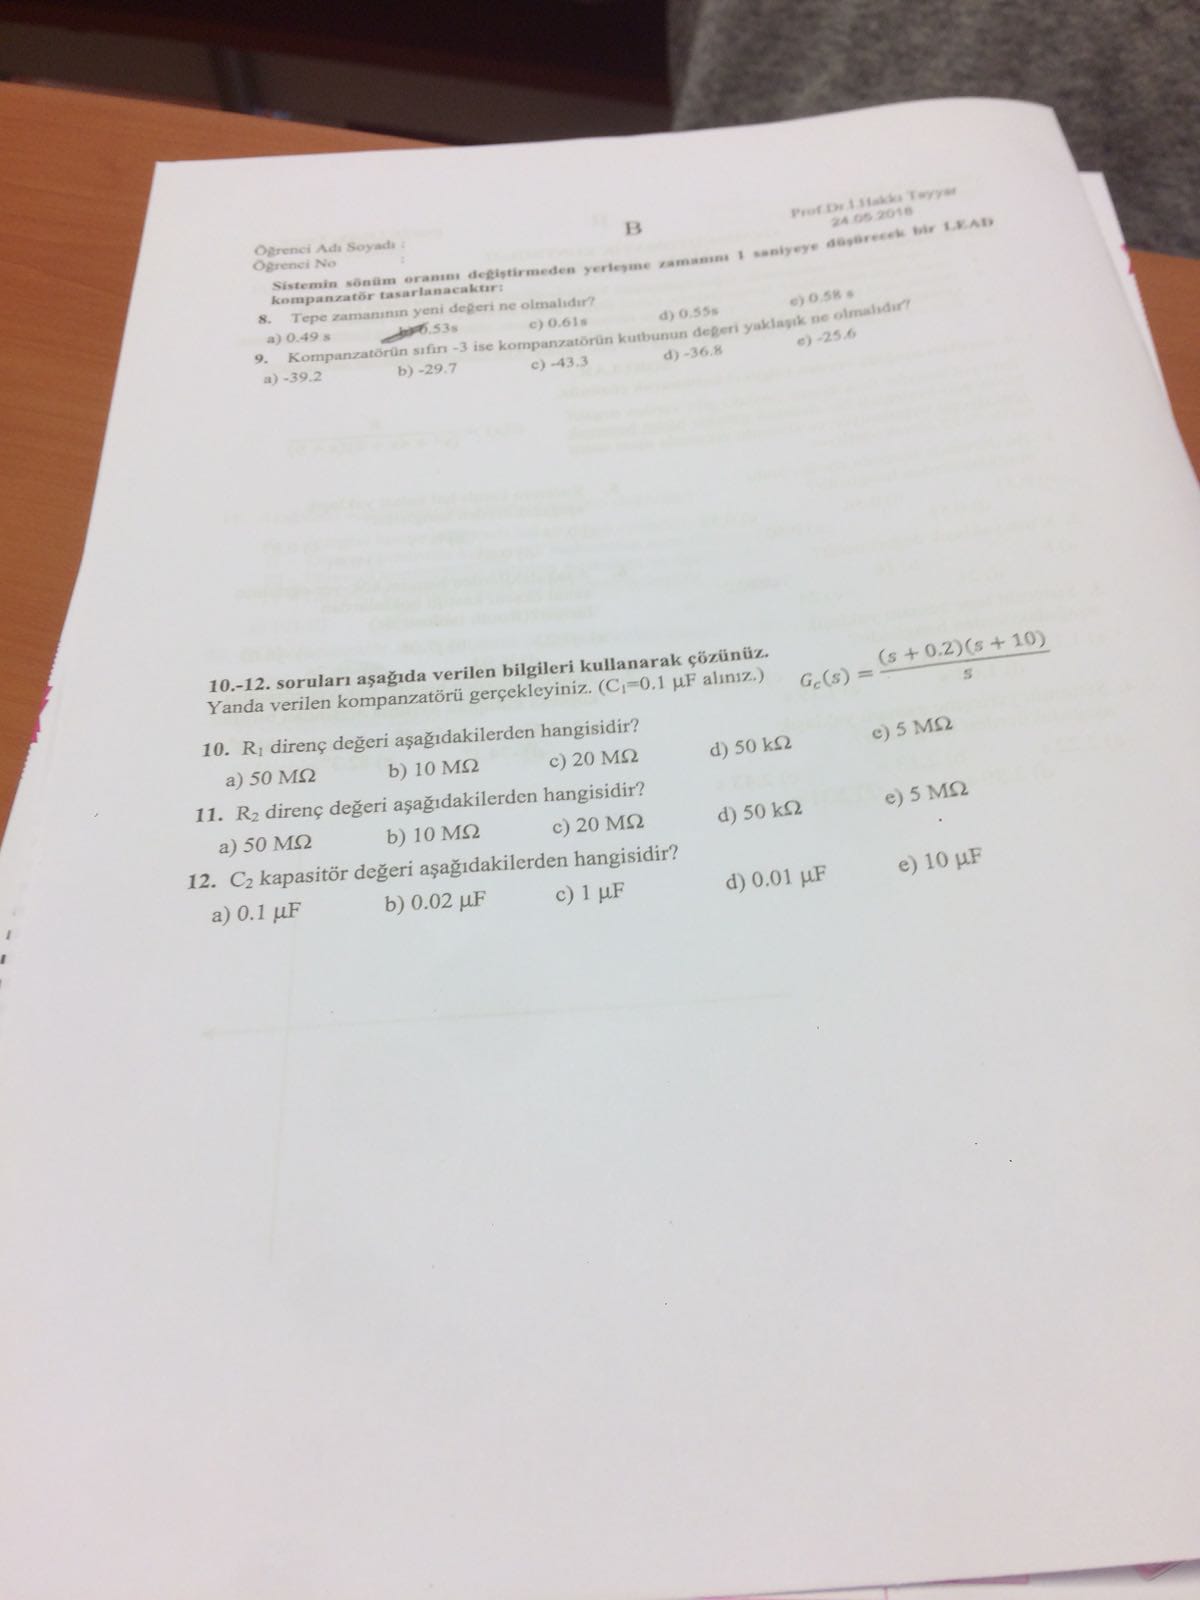 B
Prof.Dr.İ.Hakkı Tayyar
24.05.2018
Öğrenci Adı Soyadı :
Öğrenci No :
Sistemin sönüm oranını değiştirmeden yerleşme zamanını 1 saniyeye düşürecek bir LEAD
kompanzatör tasarlanacaktır:
8. Tepe zamanının yeni değeri ne olmalıdır?
a) 0.49 s b) 0.53s c) 0.61s d) 0.55s e) 0.58 s
9. Kompanzatörün sıfırı -3 ise kompanzatörün kutbunun değeri yaklaşık ne olmalıdır?
a) -39.2 b) -29.7 c) -43.3 d) -36.8 e) -25.6
10.-12. soruları aşağıda verilen bilgileri kullanarak çözünüz.
Yanda verilen kompanzatörü gerçekleyiniz. (C₁=0.1 µF alınız.) G_c(s) = (s + 0.2)(s + 10) / s
10. R₁ direnç değeri aşağıdakilerden hangisidir?
a) 50 MΩ b) 10 MΩ c) 20 MΩ d) 50 kΩ e) 5 MΩ
11. R₂ direnç değeri aşağıdakilerden hangisidir?
a) 50 MΩ b) 10 MΩ c) 20 MΩ d) 50 kΩ e) 5 MΩ
12. C₂ kapasitör değeri aşağıdakilerden hangisidir?
a) 0.1 µF b) 0.02 µF c) 1 µF d) 0.01 µF e) 10 µF